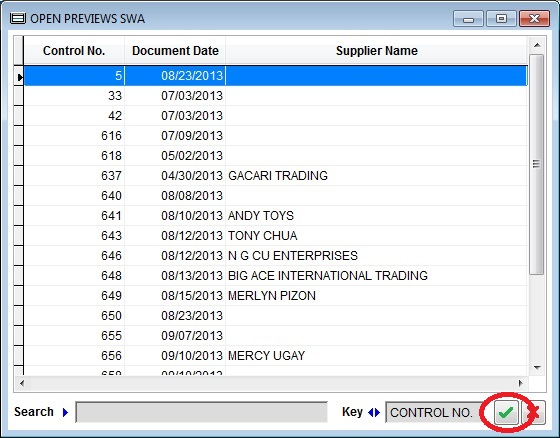 OPEN PREVIEWS SWA
Control No. Document Date Supplier Name
5 08/23/2013
33 07/03/2013
42 07/03/2013
616 07/09/2013
618 05/02/2013
637 04/30/2013 GACARI TRADING
640 08/08/2013
641 08/10/2013 ANDY TOYS
643 08/12/2013 TONY CHUA
646 08/12/2013 N G CU ENTERPRISES
648 08/13/2013 BIG ACE INTERNATIONAL TRADING
649 08/15/2013 MERLYN PIZON
650 08/23/2013
655 09/07/2013
656 09/10/2013 MERCY UGAY
Search Key CONTROL NO.